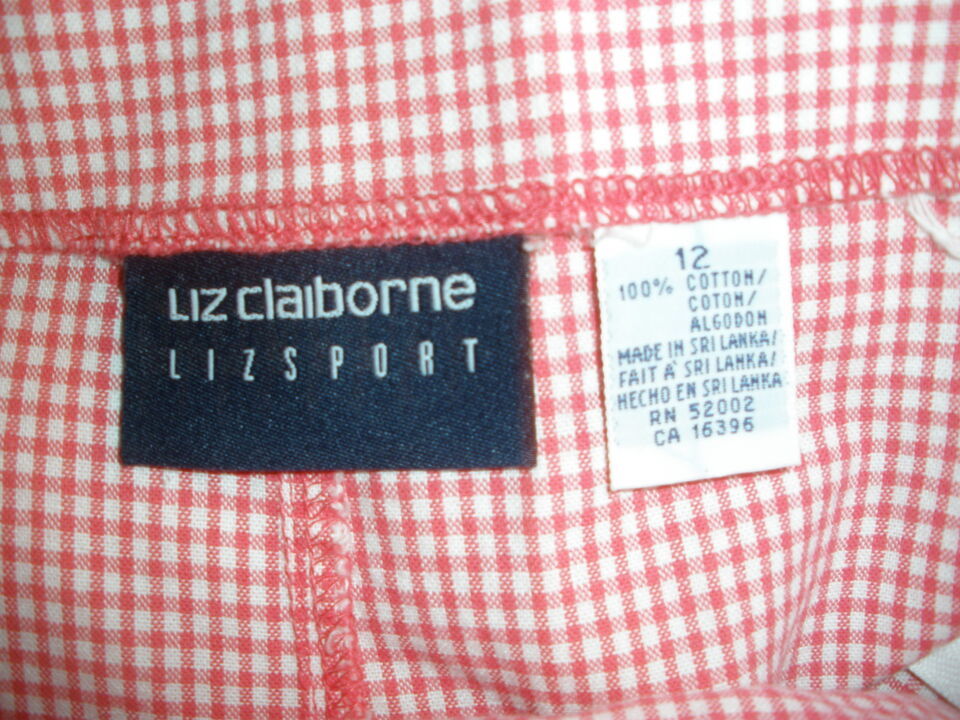 LIZ claiborne
LIZSPORT
12
100% COTTON/
COTON/
ALGODON
MADE IN SRI LANKA/
FAIT A' SRI LANKA/
HECHO EN SRI LANKA
RN 52002
CA 16396